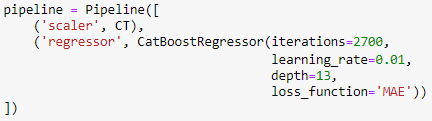 pipeline = Pipeline([
    ('scaler', CT),
    ('regressor', CatBoostRegressor(iterations=2700,
                                    learning_rate=0.01,
                                    depth=13,
                                    loss_function='MAE'))
])